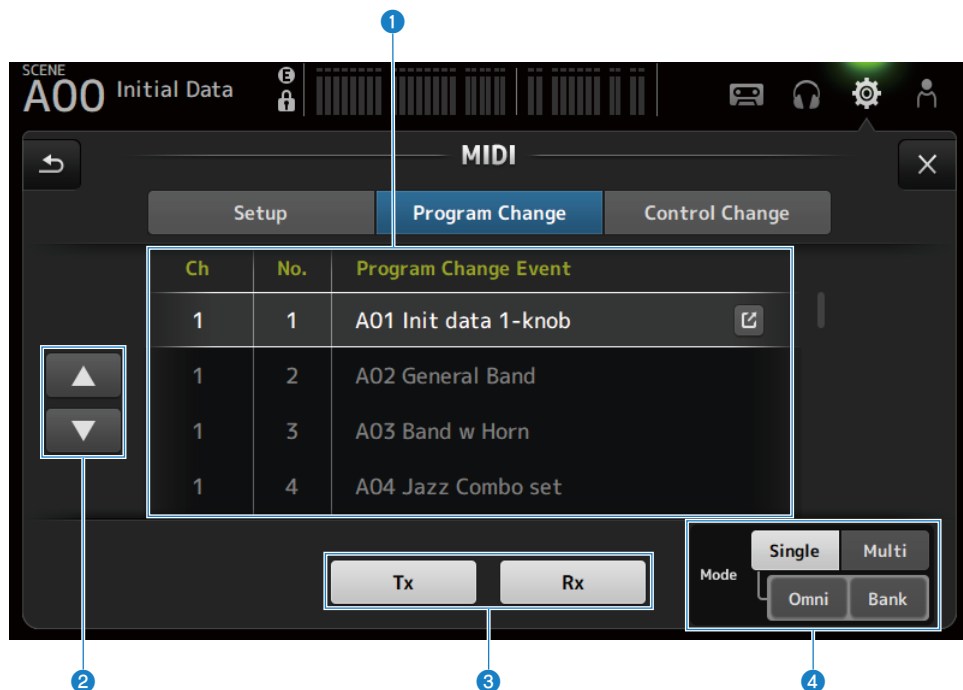 1
SCENE
A00 Initial Data
E
MIDI
Setup Program Change Control Change
Ch No. Program Change Event
1 1 A01 Init data 1-knob
1 2 A02 General Band
1 3 A03 Band w Horn
1 4 A04 Jazz Combo set
Tx Rx
Mode Single Multi
Omni Bank
2 3 4